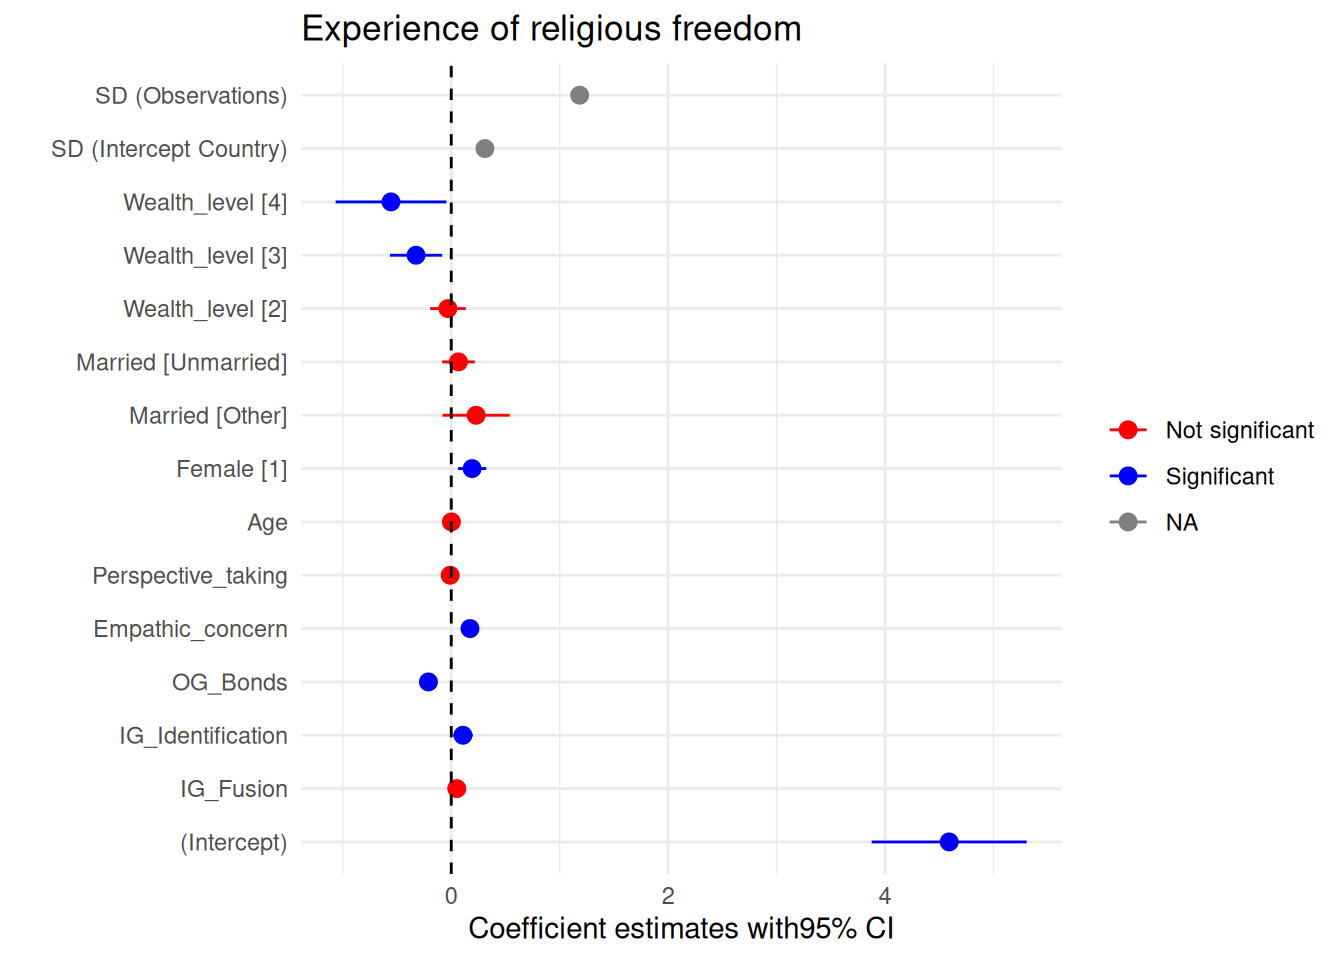 Experience of religious freedom
SD (Observations)
SD (Intercept Country)
Wealth_level [4]
Wealth_level [3]
Wealth_level [2]
Married [Unmarried]
Married [Other]
Female [1]
Age
Perspective_taking
Empathic_concern
OG_Bonds
IG_Identification
IG_Fusion
(Intercept)
0 2 4
Coefficient estimates with95% CI
Not significant
Significant
NA